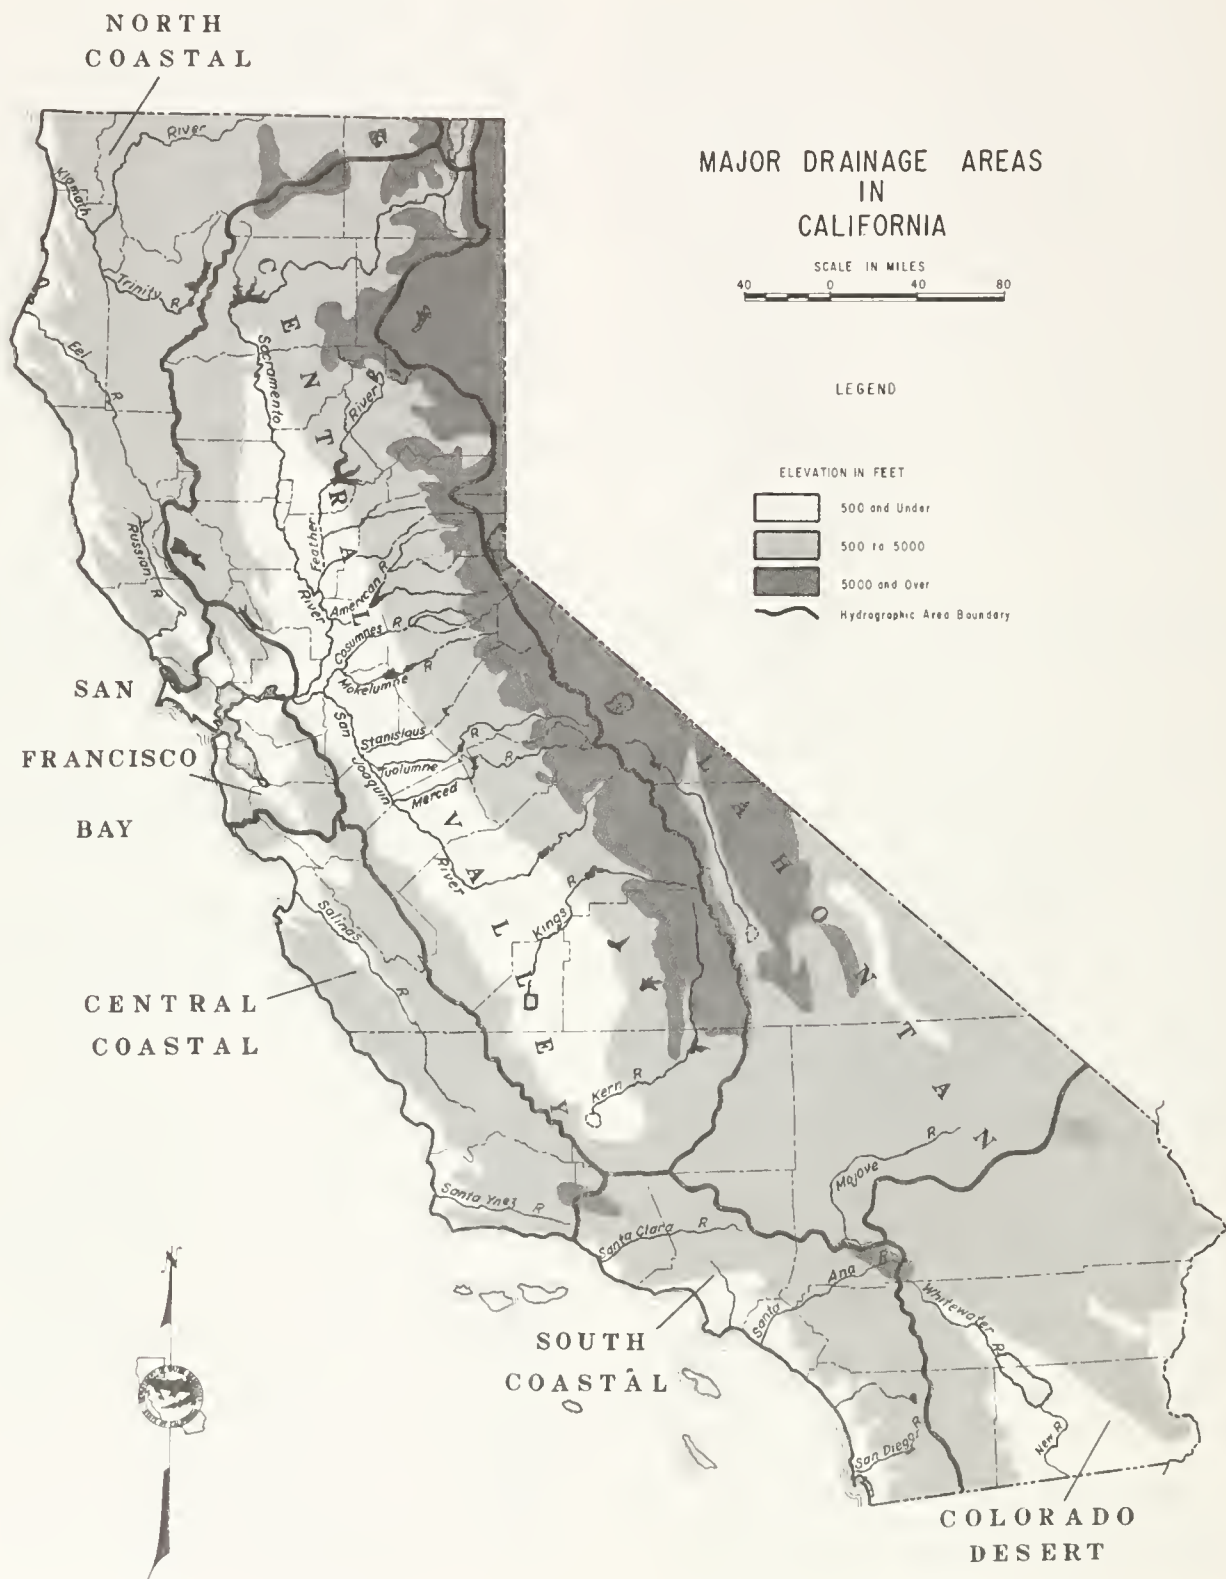 NORTH
COASTAL
MAJOR DRAINAGE AREAS
IN
CALIFORNIA
SCALE IN MILES
40 0 40 80
LEGEND
ELEVATION IN FEET
500 and Under
500 to 5000
5000 and Over
Hydrographic Area Boundary
River
Klamath
Trinity R
Eel R
Russian R
CENTRAL VALLEY
Sacramento River
River
Feather
American R
Cosumnes R
Mokelumne R
San Joaquin River
Stanislaus R
Tuolumne R
Merced
Kings R
Kern R
LAHONTAN
SAN
FRANCISCO
BAY
Salinas R
CENTRAL
COASTAL
Santa Ynez R
Santa Clara R
Mojave R
Santa Ana R
Whitewater R
SOUTH
COASTAL
San Diego R
New R
COLORADO
DESERT
N